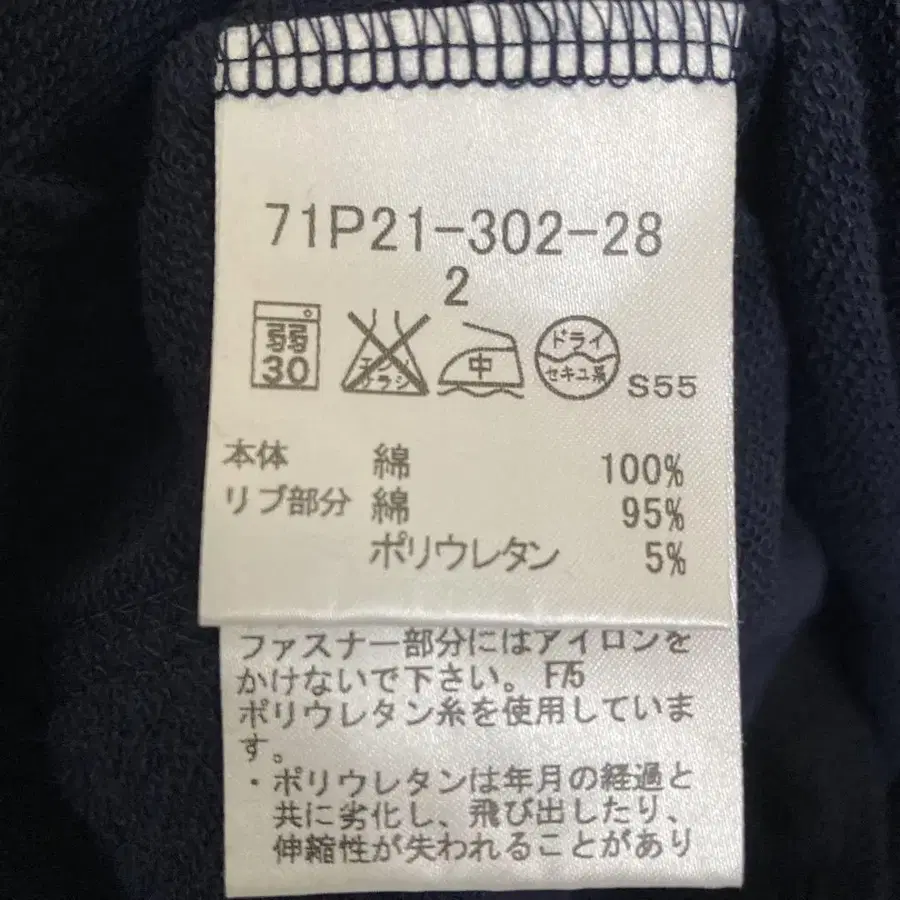 71P21-302-28
2
弱 30
エンソ サラシ
中
ドライ セキユ系
S55
本体 綿 100%
リブ部分 綿 95%
ポリウレタン 5%
ファスナー部分にはアイロンを
かけないで下さい。 F/5
ポリウレタン糸を使用していま
す。
・ポリウレタンは年月の経過と
共に劣化し、飛び出したり、
伸縮性が失われることがあり